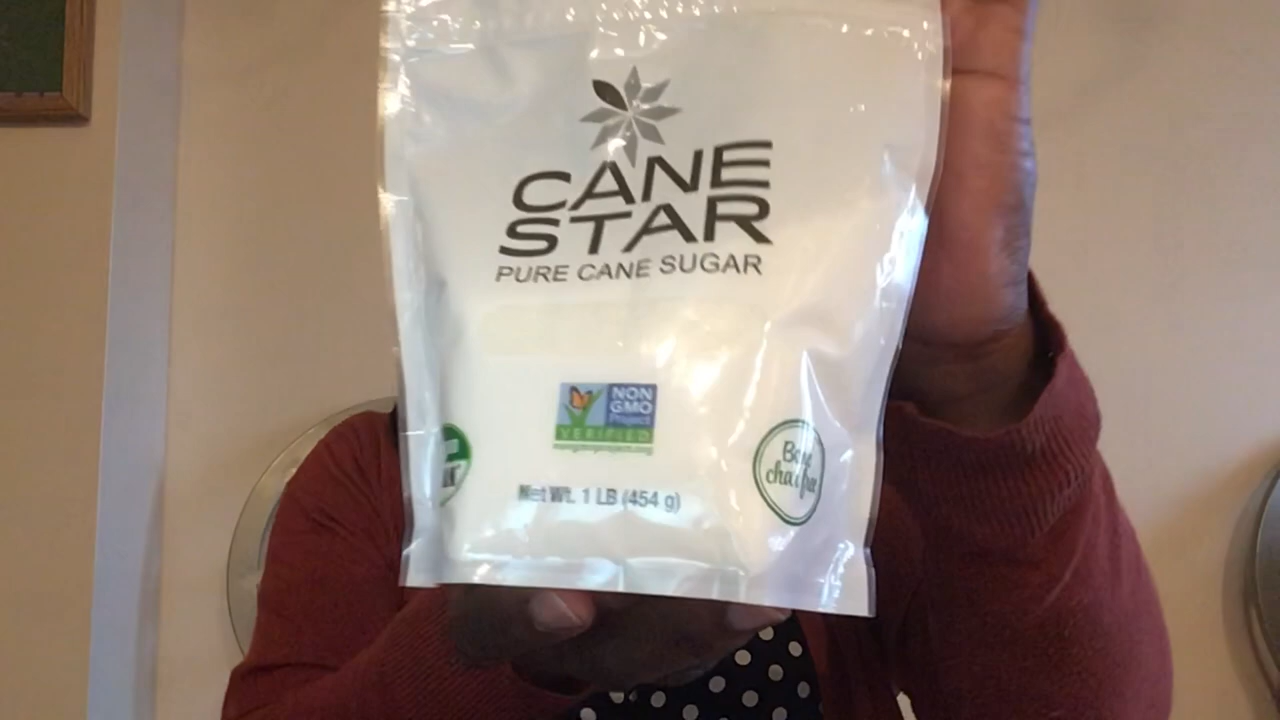 CANE
STAR
PURE CANE SUGAR
NON
GMO
Project
VERIFIED
nongmoproject.org
Net Wt. 1 LB (454 g)
Bone
char free